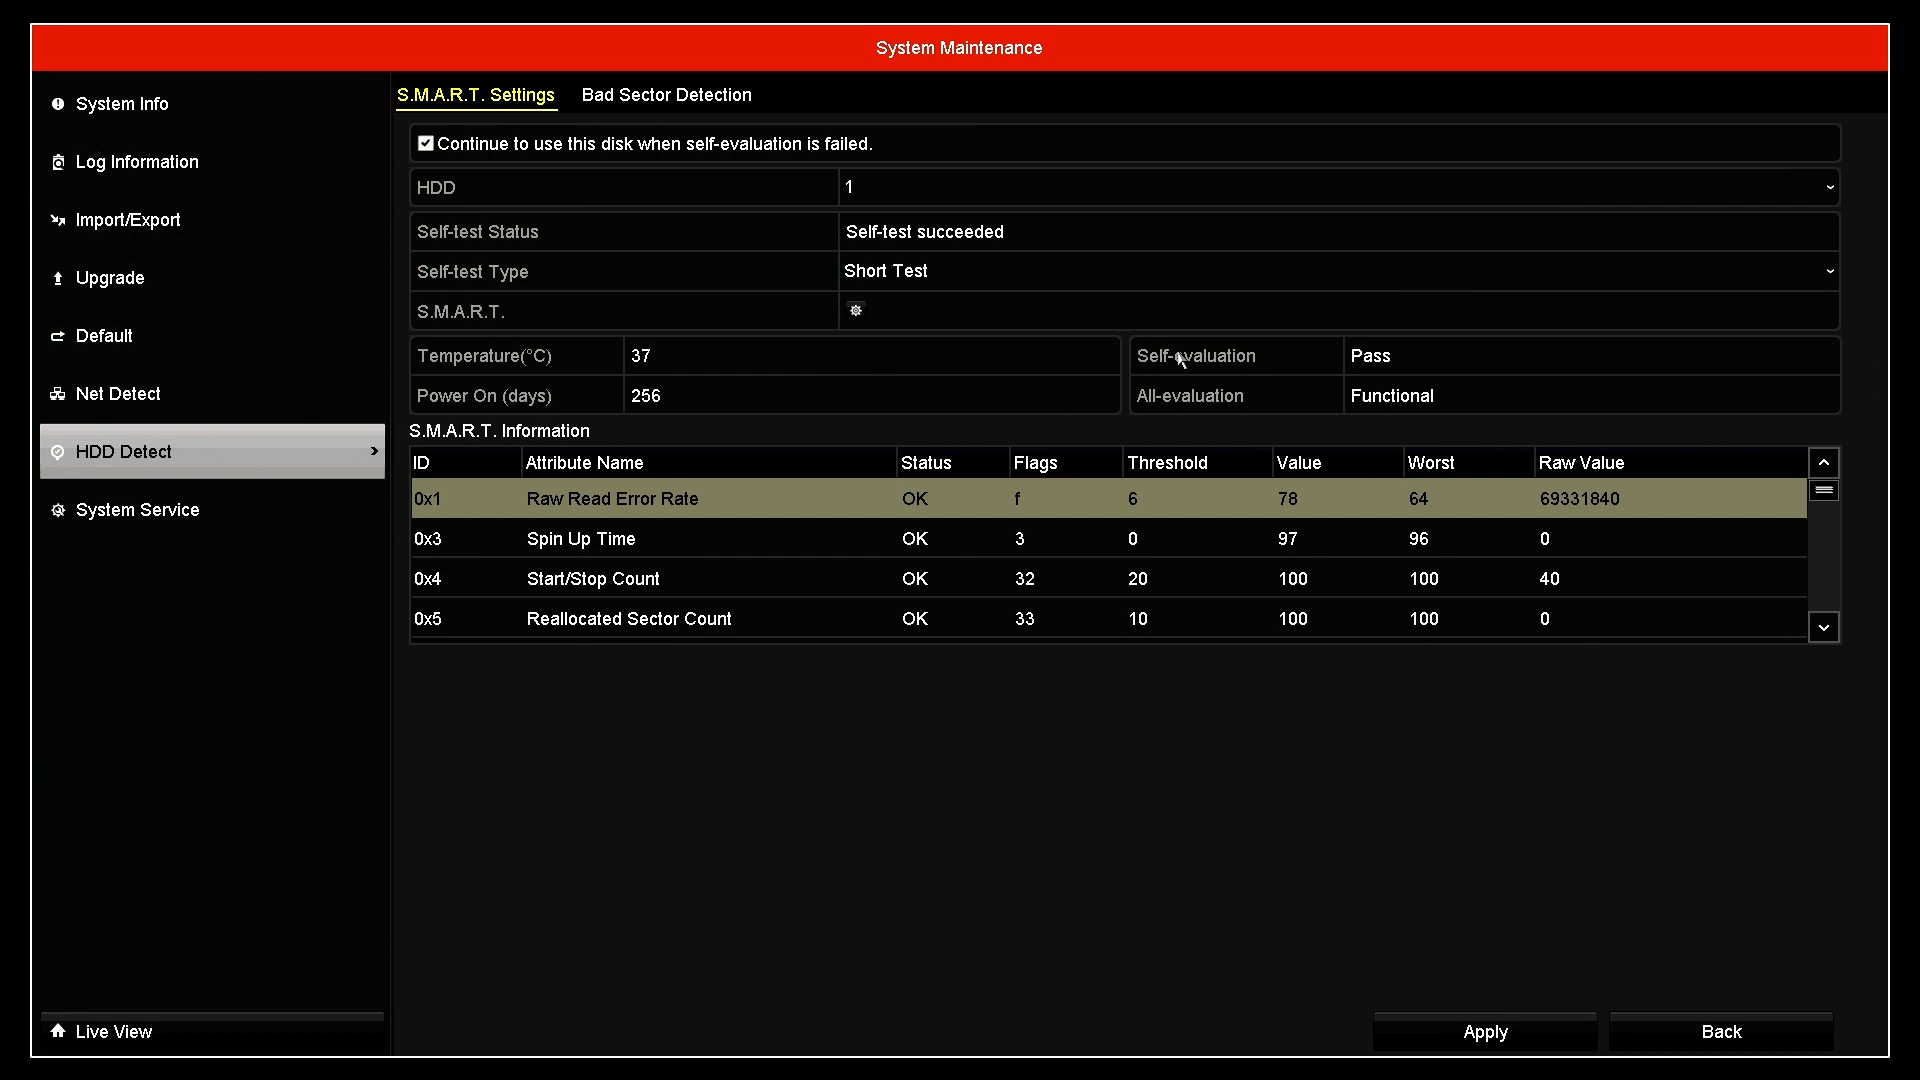 System Maintenance
System Info
Log Information
Import/Export
Upgrade
Default
Net Detect
HDD Detect
System Service
Live View
S.M.A.R.T. Settings Bad Sector Detection
Continue to use this disk when self-evaluation is failed.
HDD 1
Self-test Status Self-test succeeded
Self-test Type Short Test
S.M.A.R.T.
Temperature(°C) 37 Self-evaluation Pass
Power On (days) 256 All-evaluation Functional
S.M.A.R.T. Information
ID Attribute Name Status Flags Threshold Value Worst Raw Value
0x1 Raw Read Error Rate OK f 6 78 64 69331840
0x3 Spin Up Time OK 3 0 97 96 0
0x4 Start/Stop Count OK 32 20 100 100 40
0x5 Reallocated Sector Count OK 33 10 100 100 0
Apply Back